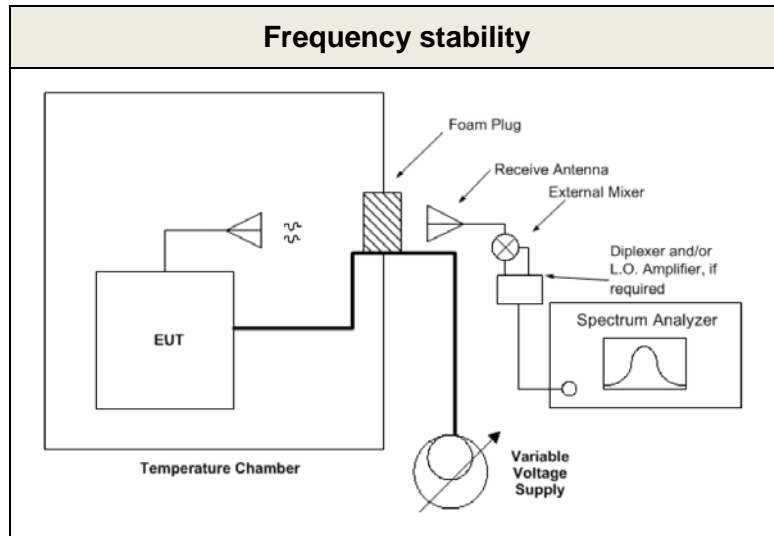 Frequency stability
Foam Plug
Receive Antenna
External Mixer
Diplexer and/or
L.O. Amplifier, if
required
Spectrum Analyzer
EUT
Temperature Chamber
Variable
Voltage
Supply